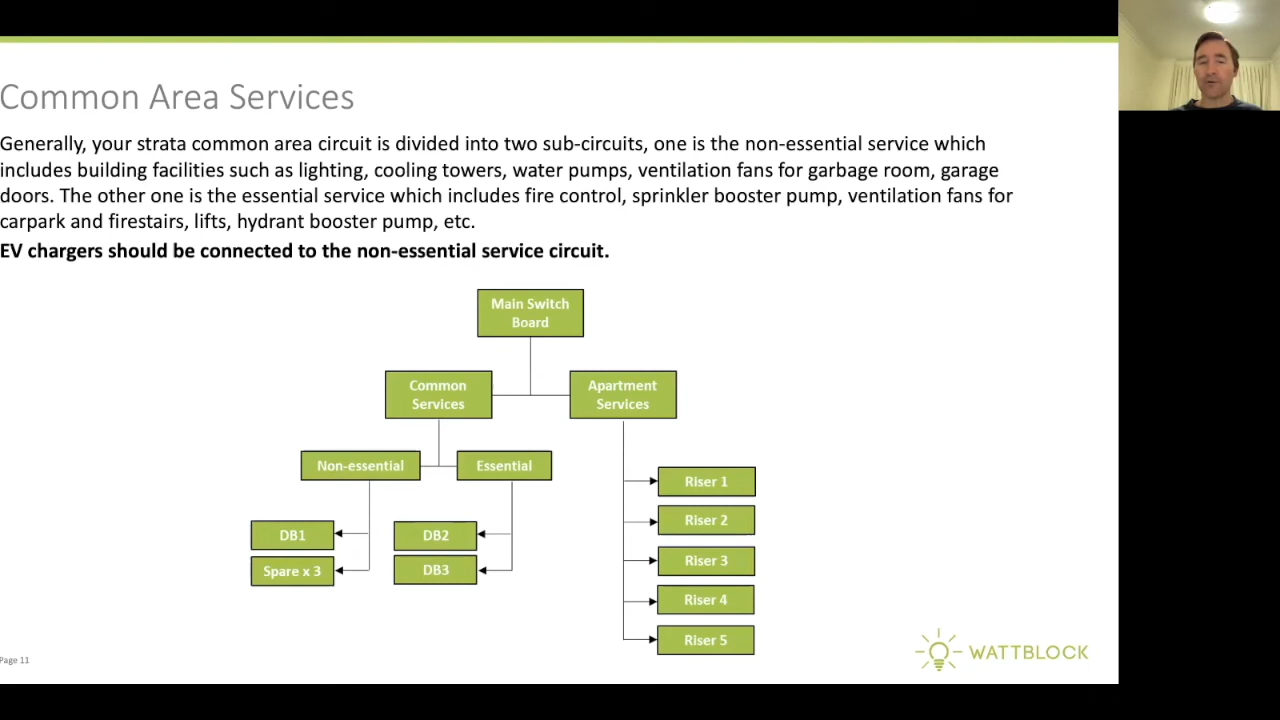 Common Area Services
Generally, your strata common area circuit is divided into two sub-circuits, one is the non-essential service which
includes building facilities such as lighting, cooling towers, water pumps, ventilation fans for garbage room, garage
doors. The other one is the essential service which includes fire control, sprinkler booster pump, ventilation fans for
carpark and firestairs, lifts, hydrant booster pump, etc.
EV chargers should be connected to the non-essential service circuit.
Main Switch
Board
Common
Services
Apartment
Services
Non-essential
Essential
DB1
Spare x 3
DB2
DB3
Riser 1
Riser 2
Riser 3
Riser 4
Riser 5
Page 11
WATTBLOCK